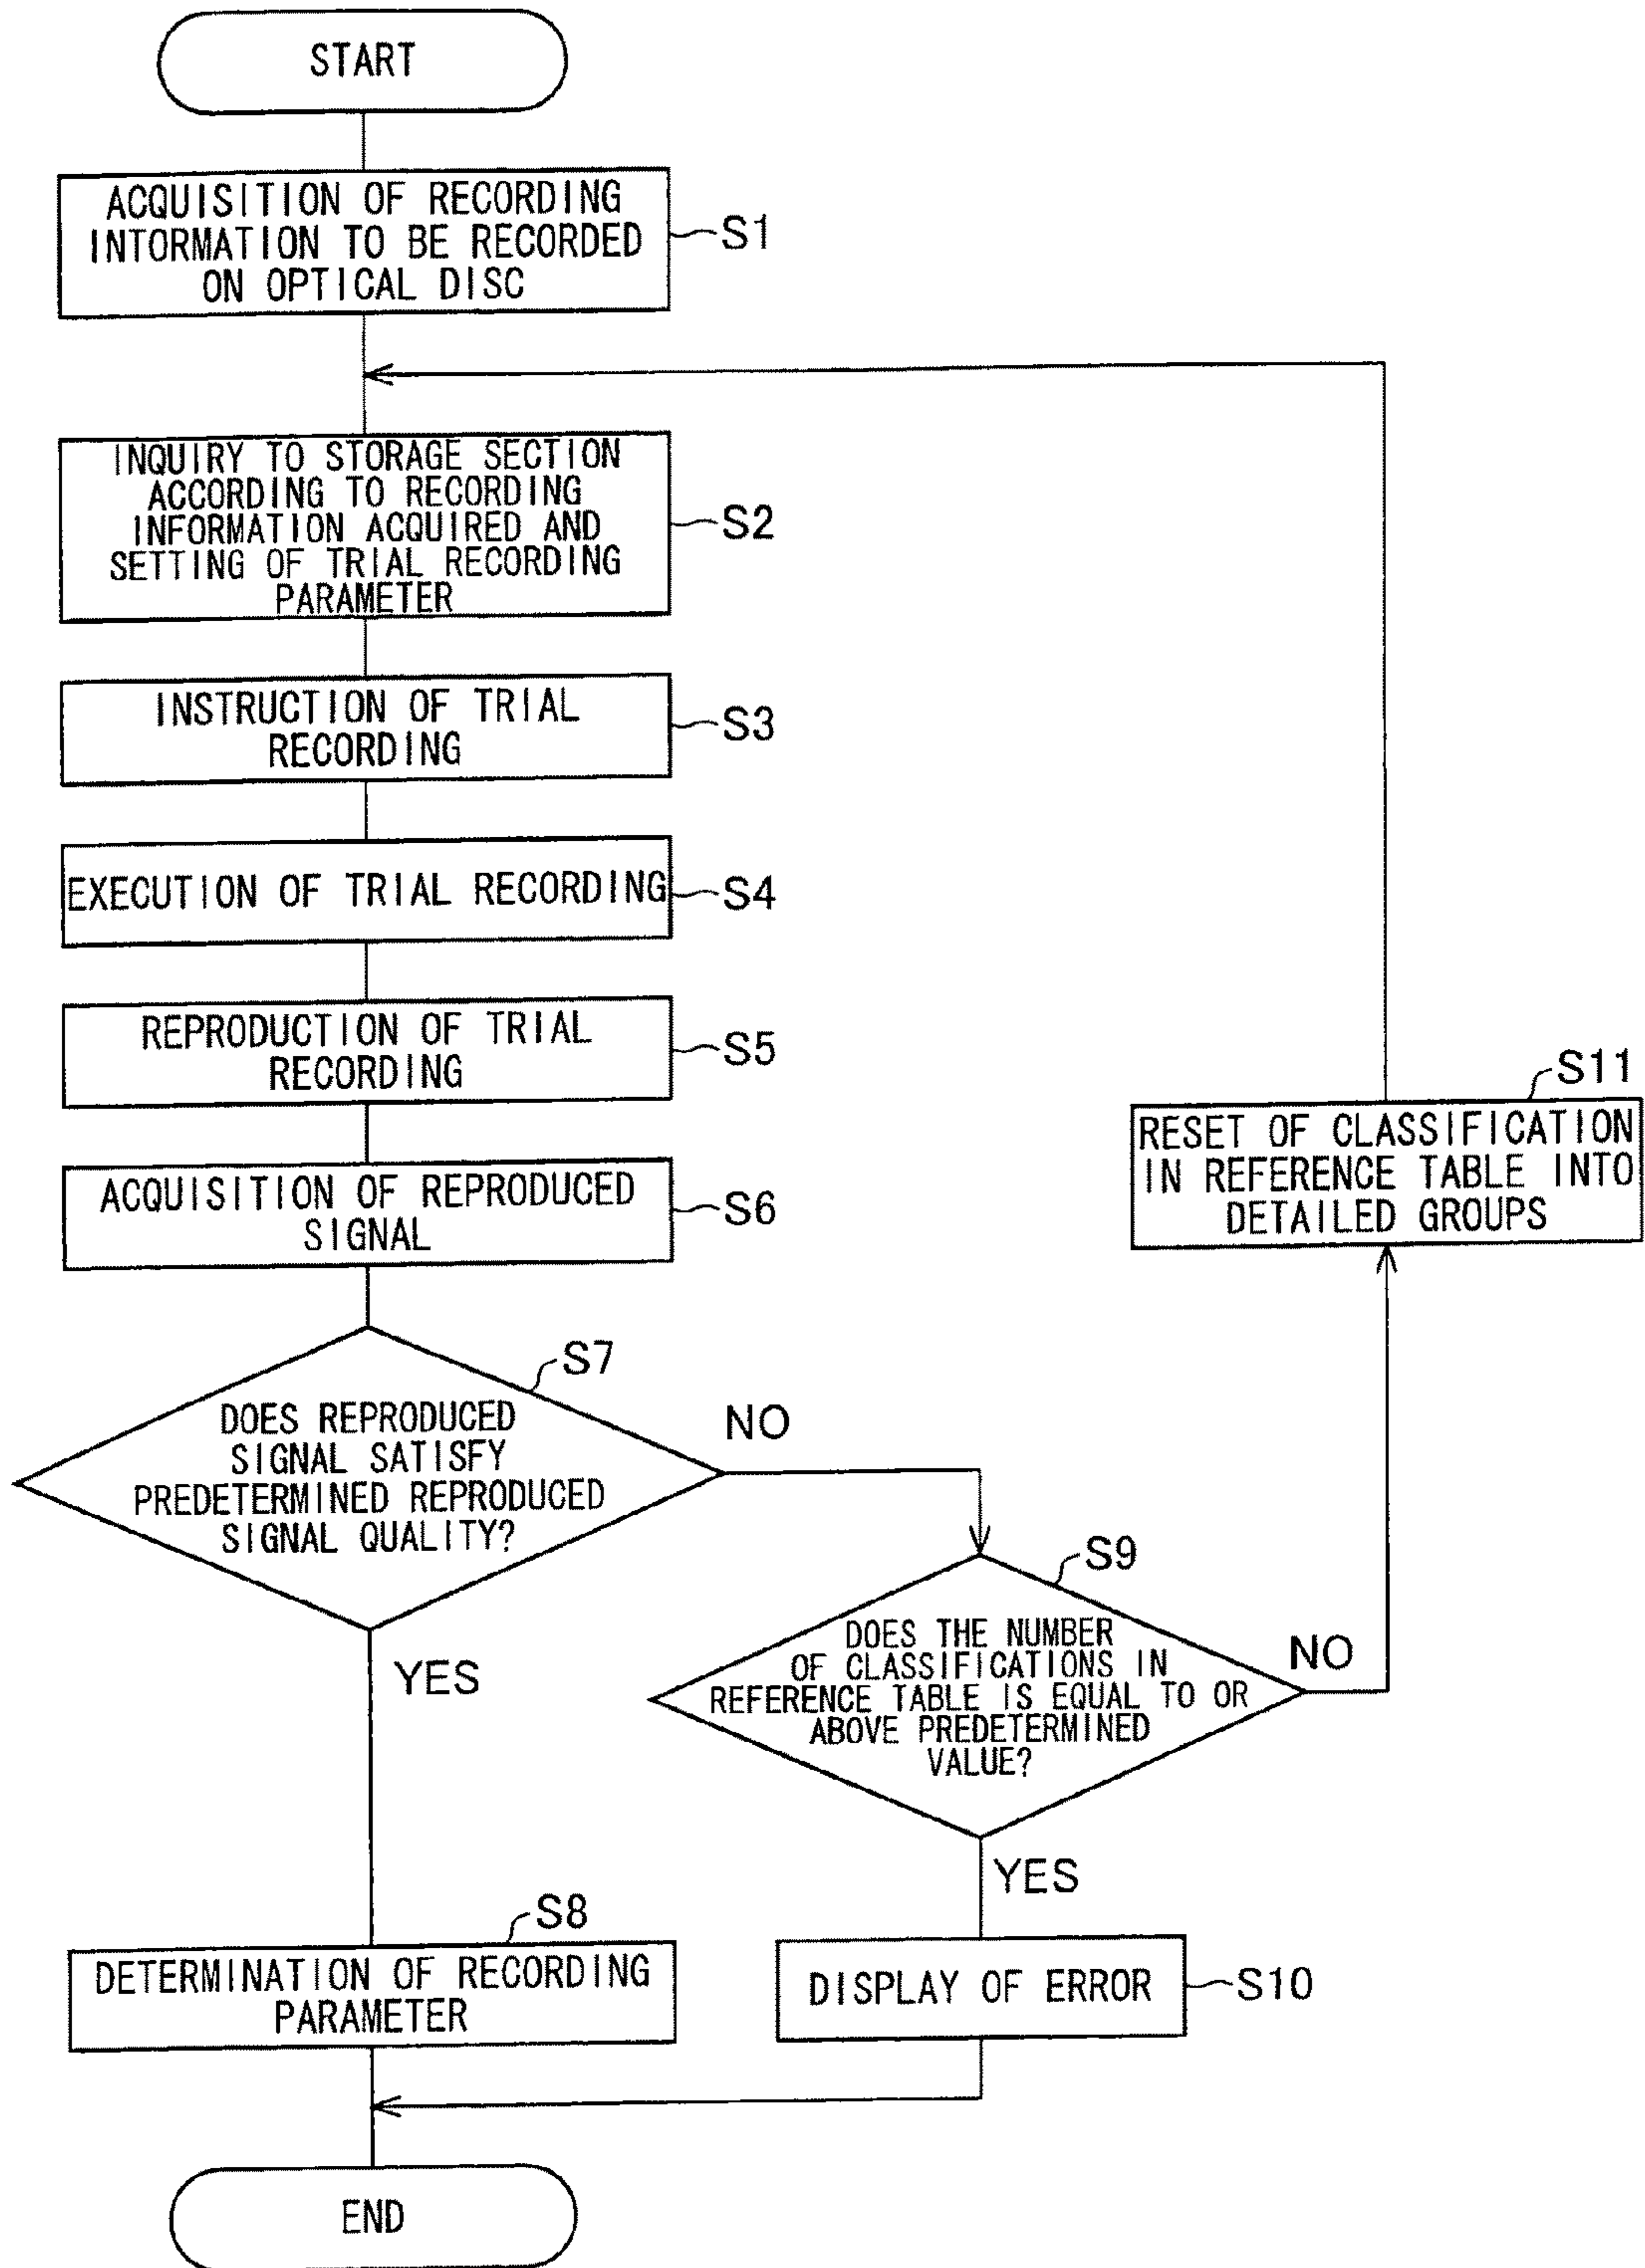 START
ACQUISITION OF RECORDING
INTORMATION TO BE RECORDED
ON OPTICAL DISC
S1
INQUIRY TO STORAGE SECTION
ACCORDING TO RECORDING
INFORMATION ACQUIRED AND
SETTING OF TRIAL RECORDING
PARAMETER
S2
INSTRUCTION OF TRIAL
RECORDING
S3
EXECUTION OF TRIAL RECORDING
S4
REPRODUCTION OF TRIAL
RECORDING
S5
ACQUISITION OF REPRODUCED
SIGNAL
S6
S7
DOES REPRODUCED
SIGNAL SATISFY
PREDETERMINED REPRODUCED
SIGNAL QUALITY?
NO
YES
S8
DETERMINATION OF RECORDING
PARAMETER
S9
DOES THE NUMBER
OF CLASSIFICATIONS IN
REFERENCE TABLE IS EQUAL TO OR
ABOVE PREDETERMINED
VALUE?
NO
YES
DISPLAY OF ERROR
S10
S11
RESET OF CLASSIFICATION
IN REFERENCE TABLE INTO
DETAILED GROUPS
END